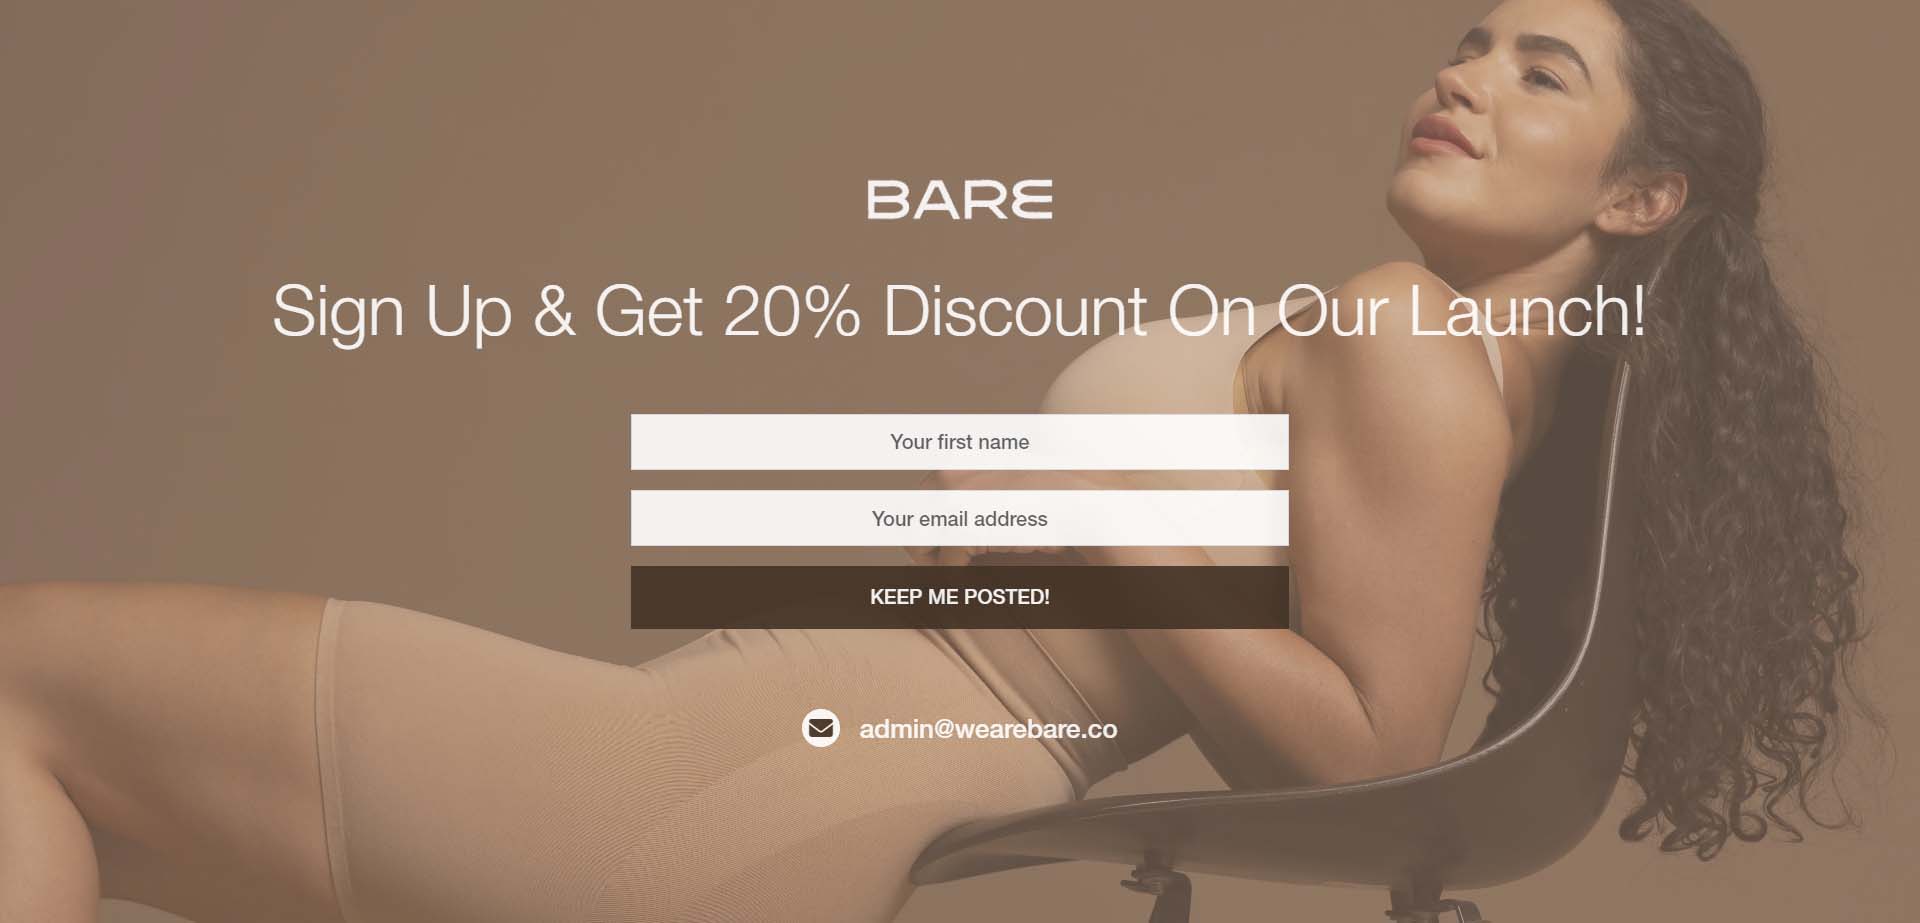 BARE
Sign Up & Get 20% Discount On Our Launch!
Your first name
Your email address
KEEP ME POSTED!
admin@wearebare.co